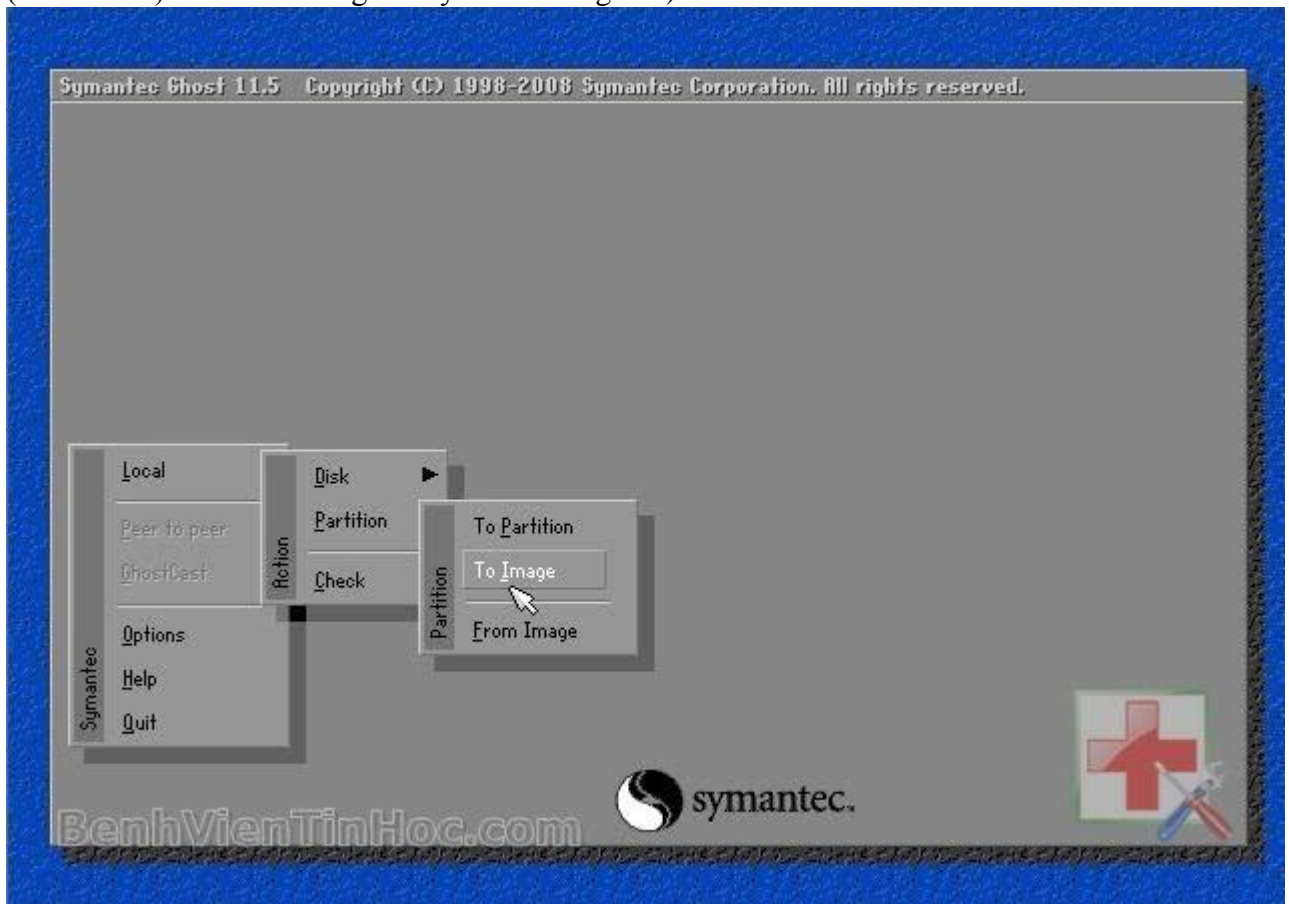 Symantec Ghost 11.5 Copyright (C) 1998-2008 Symantec Corporation. All rights reserved.
Local
Peer to peer
GhostCast
Options
Help
Quit
Symantec
Disk
Partition
Check
Action
To Partition
To Image
From Image
Partition
symantec.
BenhVienTinHoc.com